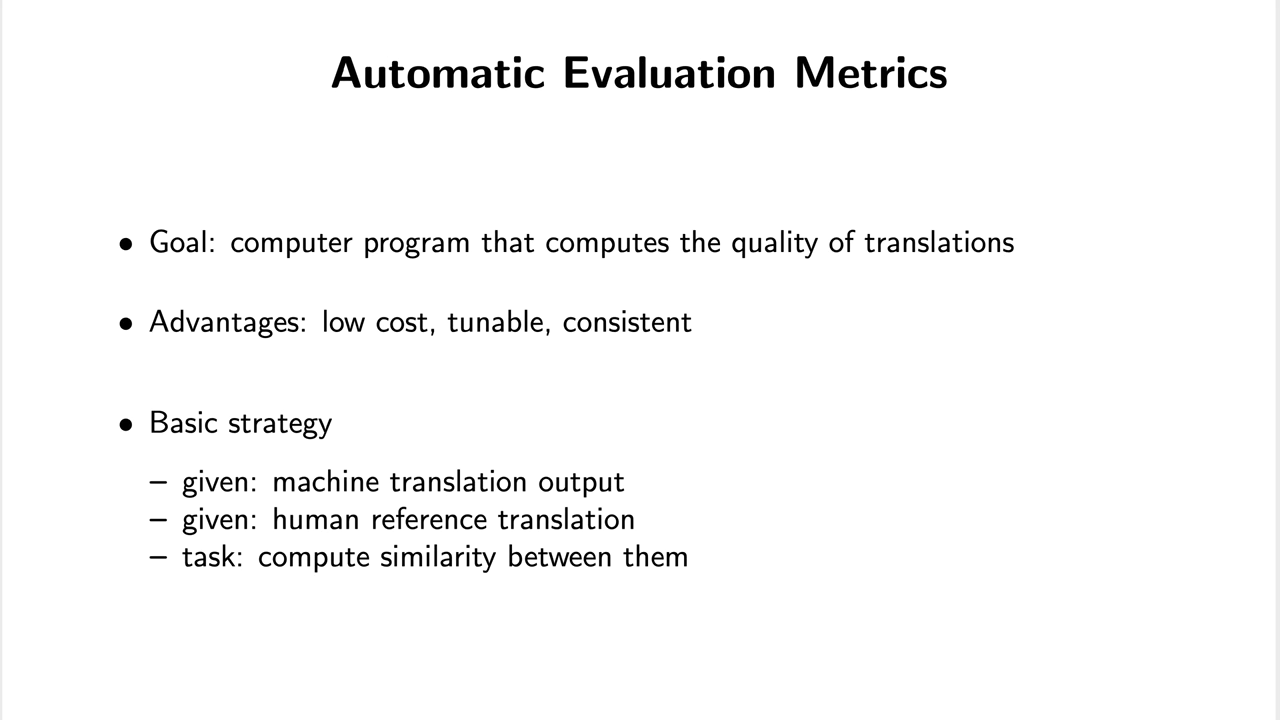 Automatic Evaluation Metrics
• Goal: computer program that computes the quality of translations
• Advantages: low cost, tunable, consistent
• Basic strategy
– given: machine translation output
– given: human reference translation
– task: compute similarity between them